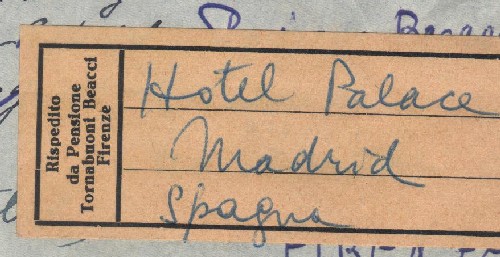 Rispedito
da Pensione
Tornabuoni Beacci
Firenze
Hotel Palace
Madrid
Spagna